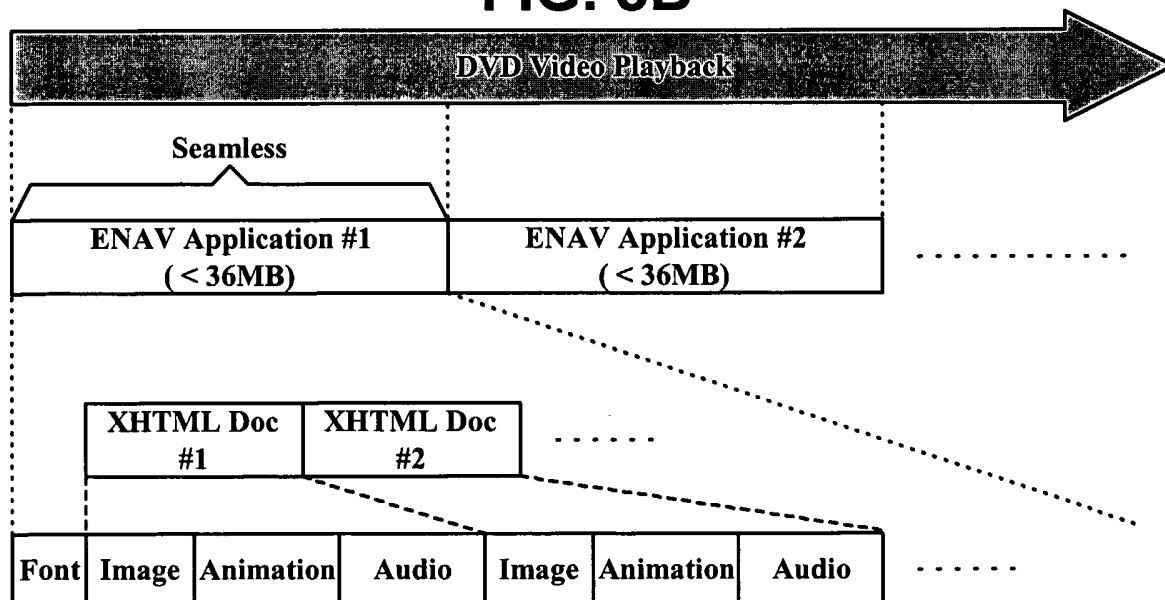 DVD Video Playback
Seamless
ENAV Application #1
( < 36MB)
ENAV Application #2
( < 36MB)
XHTML Doc
#1
XHTML Doc
#2
Font Image Animation Audio Image Animation Audio